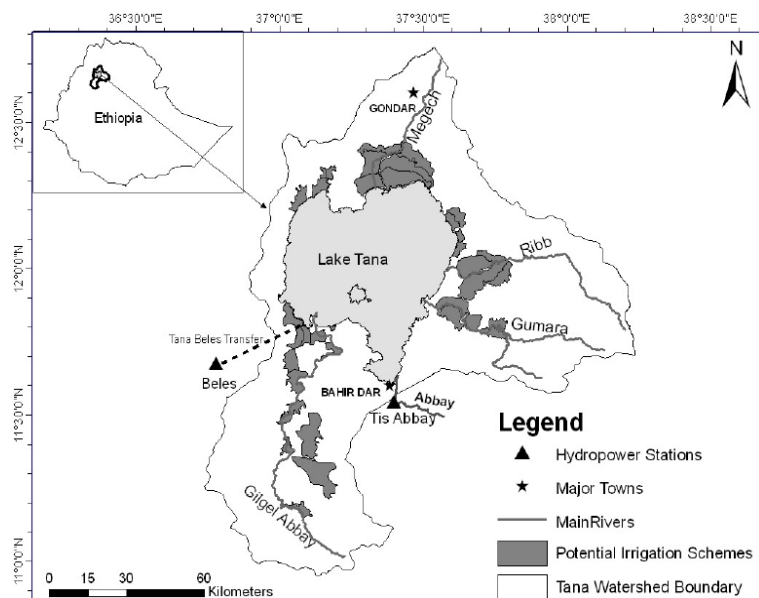 36°30'0"E 37°0'0"E 37°30'0"E 38°0'0"E 38°30'0"E
N
Ethiopia
GONDAR
Megech
12°30'0"N
Lake Tana
12°0'0"N
Ribb
Gumara
Tana Beles Transfer
Beles
BAHIR DAR
Abbay
Tis Abbay
11°30'0"N
Gilgel Abbay
11°0'0"N
Legend
Hydropower Stations
Major Towns
MainRivers
Potential Irrigation Schemes
Tana Watershed Boundary
0 15 30 60
Kilometers